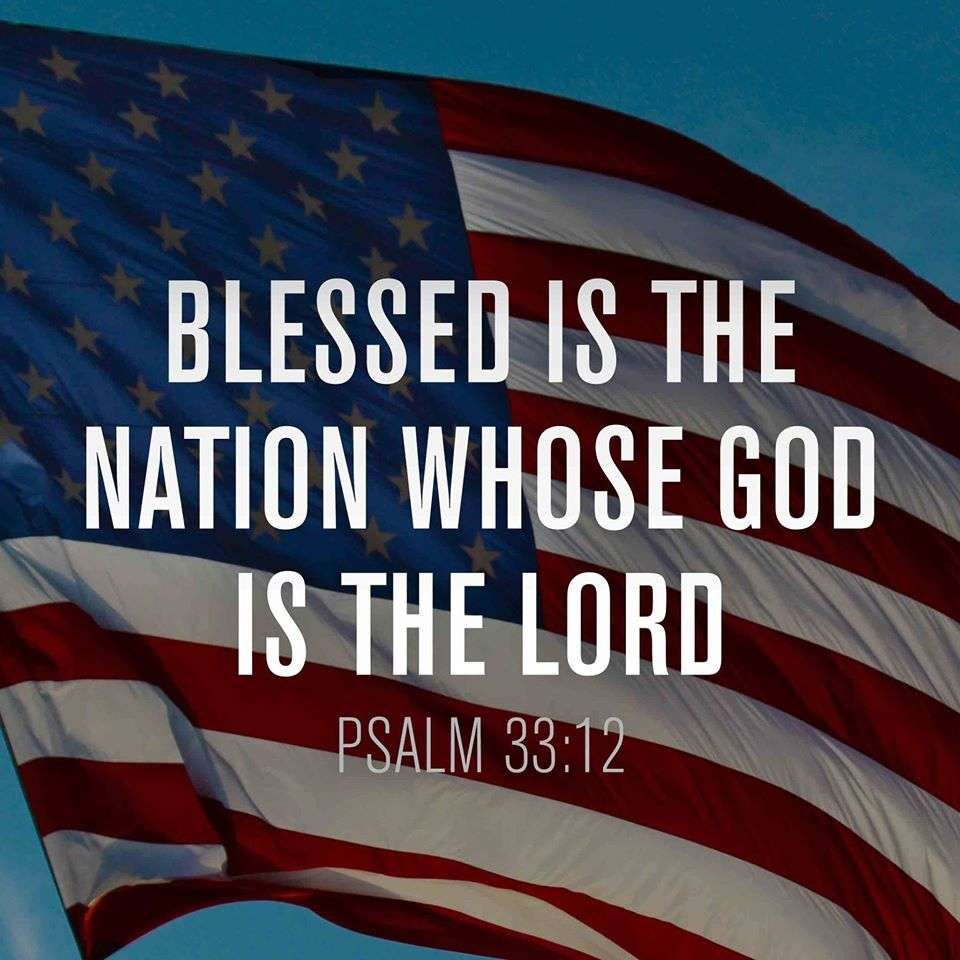 BLESSED IS THE
NATION WHOSE GOD
IS THE LORD
PSALM 33:12